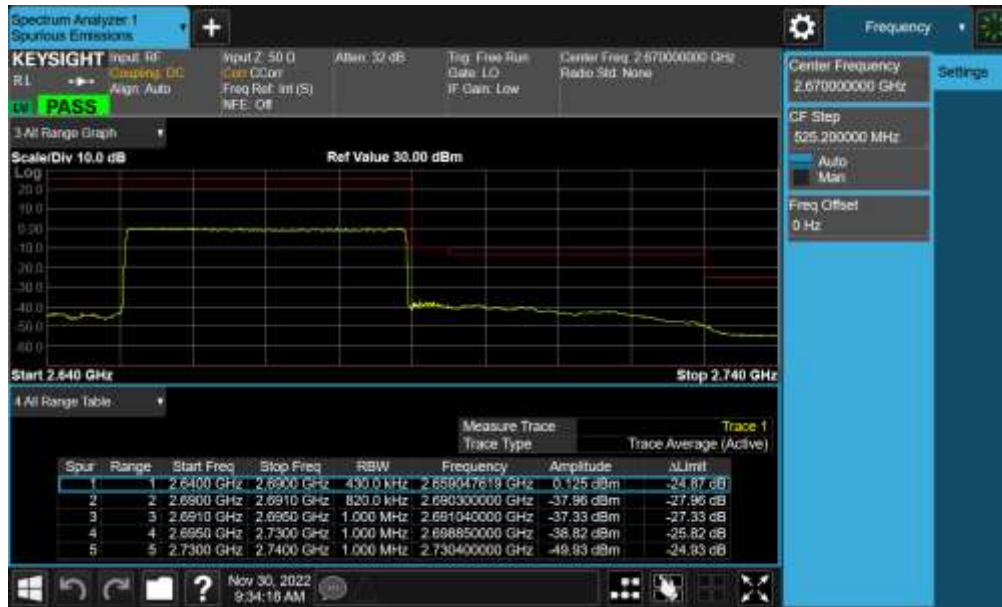 Spectrum Analyzer 1
Spurious Emissions
+
Frequency
KEYSIGHT
Input: RF
Coupling: DC
Align: Auto
Input Z: 50 Ω
Corr CCorr
Freq Ref: Int (S)
NFE: Off
Atten: 32 dB
Trig: Free Run
Gate: LO
IF Gain: Low
Center Freq: 2.670000000 GHz
Radio Std: None
RL
PASS
Center Frequency
2.670000000 GHz
Settings
CF Step
525.200000 MHz
Auto
Man
Freq Offset
0 Hz
3 All Range Graph
Scale/Div 10.0 dB
Ref Value 30.00 dBm
Log
20.0
10.0
0.00
-10.0
-20.0
-30.0
-40.0
-50.0
-60.0
Start 2.640 GHz
Stop 2.740 GHz
4 All Range Table
Measure Trace Trace 1
Trace Type Trace Average (Active)
Spur Range Start Freq Stop Freq RBW Frequency Amplitude ΔLimit
1 1 2.6400 GHz 2.6900 GHz 430.0 kHz 2.659047619 GHz 0.125 dBm -24.87 dB
2 2 2.6900 GHz 2.6910 GHz 820.0 kHz 2.690300000 GHz -37.96 dBm -27.96 dB
3 3 2.6910 GHz 2.6950 GHz 1.000 MHz 2.691040000 GHz -37.33 dBm -27.33 dB
4 4 2.6950 GHz 2.7300 GHz 1.000 MHz 2.698850000 GHz -38.82 dBm -25.82 dB
5 5 2.7300 GHz 2.7400 GHz 1.000 MHz 2.730400000 GHz -49.93 dBm -24.93 dB
?
Nov 30, 2022
9:34:18 AM